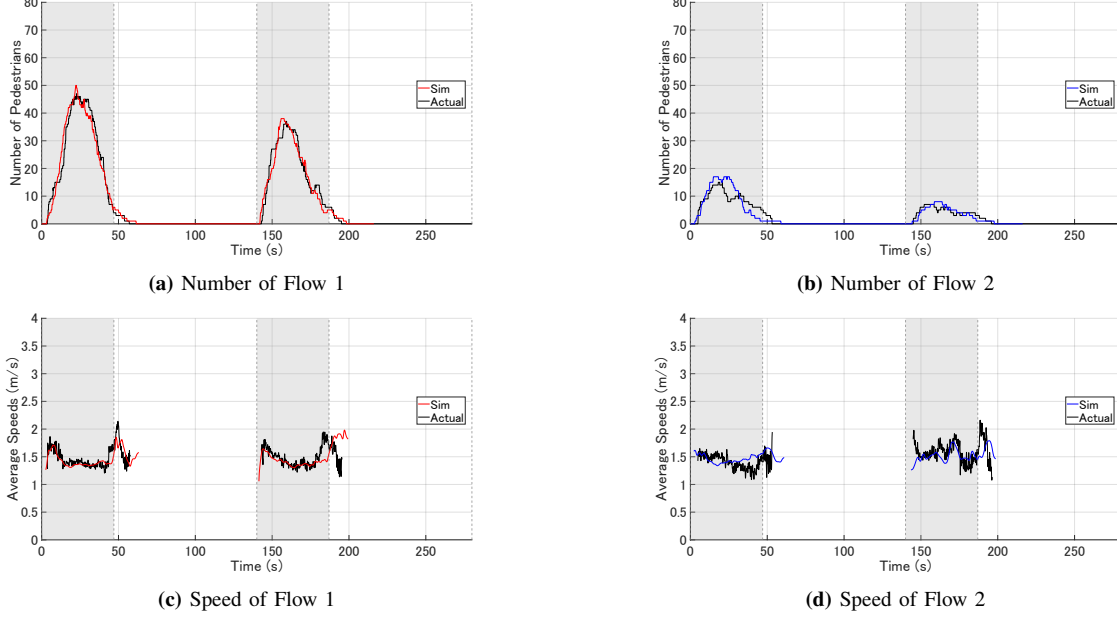 80
70
60
50
40
30
20
10
0
Number of Pedestrians
Sim
Actual
0 50 100 150 200 250
Time (s)
(a) Number of Flow 1
80
70
60
50
40
30
20
10
0
Number of Pedestrians
Sim
Actual
0 50 100 150 200 250
Time (s)
(b) Number of Flow 2
4
3.5
3
2.5
2
1.5
1
0.5
0
Average Speeds (m/s)
Sim
Actual
0 50 100 150 200 250
Time (s)
(c) Speed of Flow 1
4
3.5
3
2.5
2
1.5
1
0.5
0
Average Speeds (m/s)
Sim
Actual
0 50 100 150 200 250
Time (s)
(d) Speed of Flow 2